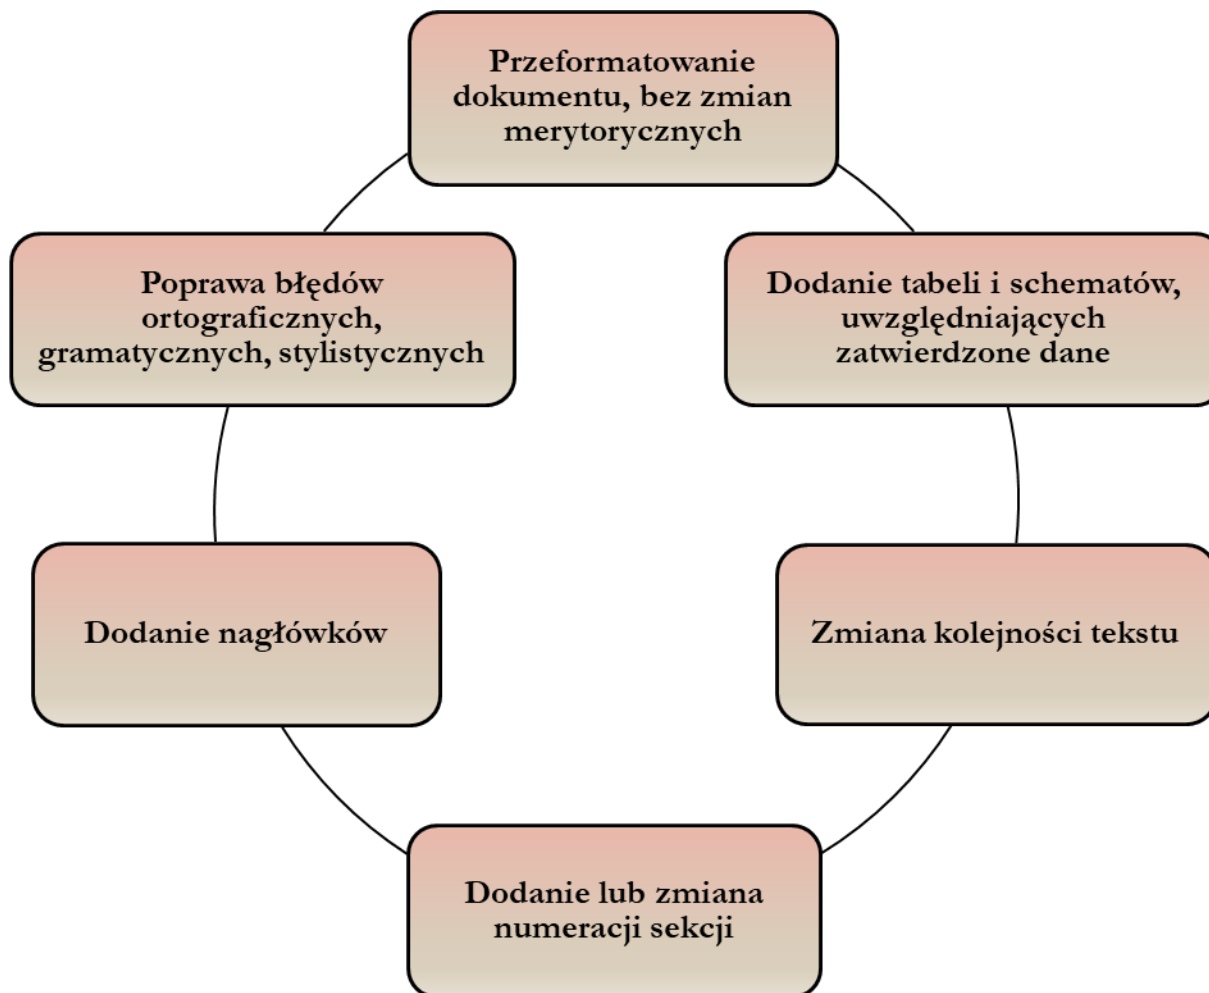 Przeformatowanie
dokumentu, bez zmian
merytorycznych
Poprawa błędów
ortograficznych,
gramatycznych, stylistycznych
Dodanie tabeli i schematów,
uwzględniających
zatwierdzone dane
Dodanie nagłówków
Zmiana kolejności tekstu
Dodanie lub zmiana
numeracji sekcji